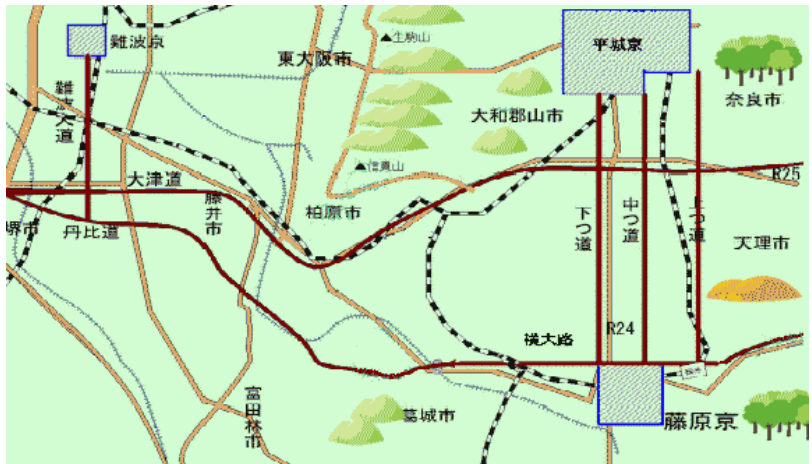 難波京
東大阪市
▲生駒山
平城京
奈良市
難波大道
大和郡山市
▲信貴山
R25
大津道
藤井市
柏原市
下つ道
中つ道
上つ道
天理市
堺市
丹比道
横大路
R24
富田林市
葛城市
藤原京